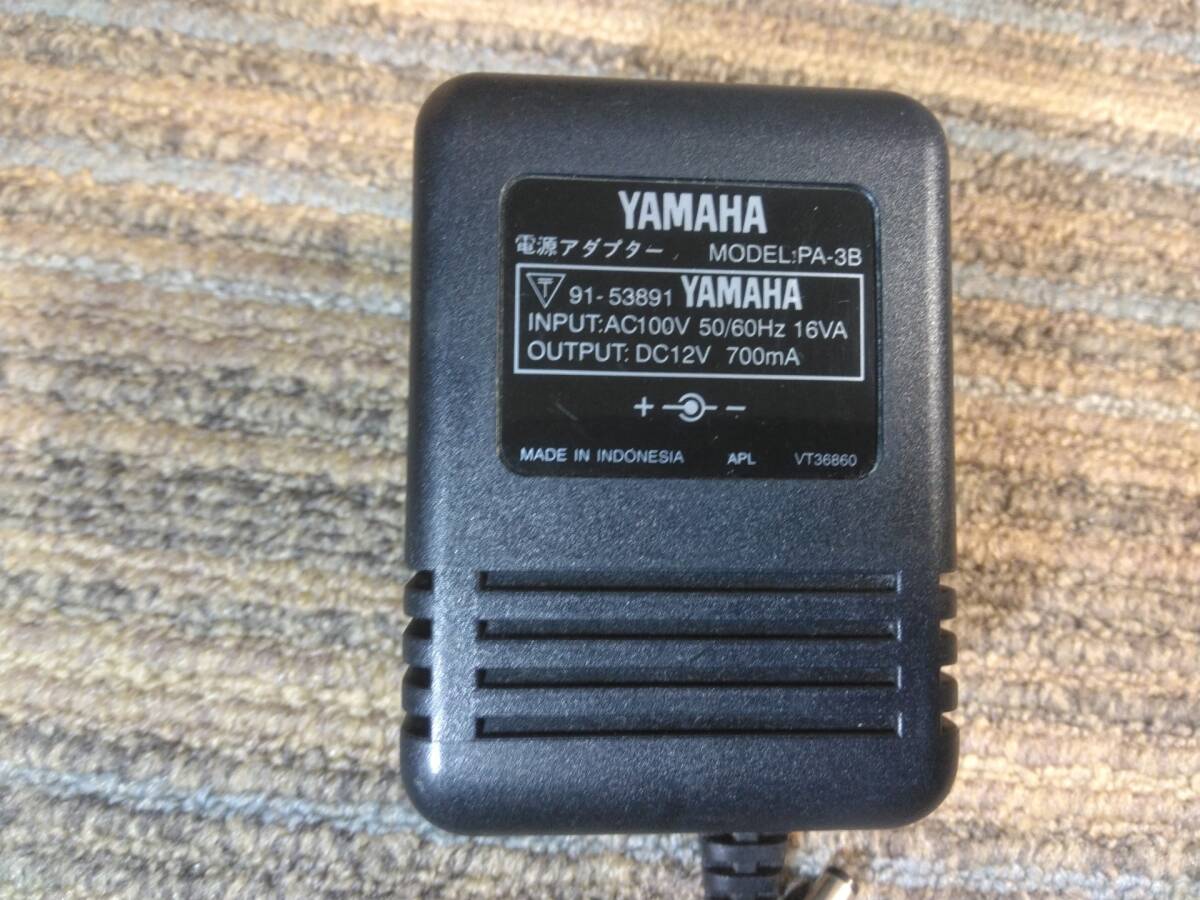 YAMAHA
電源アダプター MODEL:PA-3B
〒 91-53891 YAMAHA
INPUT:AC100V 50/60Hz 16VA
OUTPUT: DC12V 700mA
+ −
MADE IN INDONESIA APL VT36860